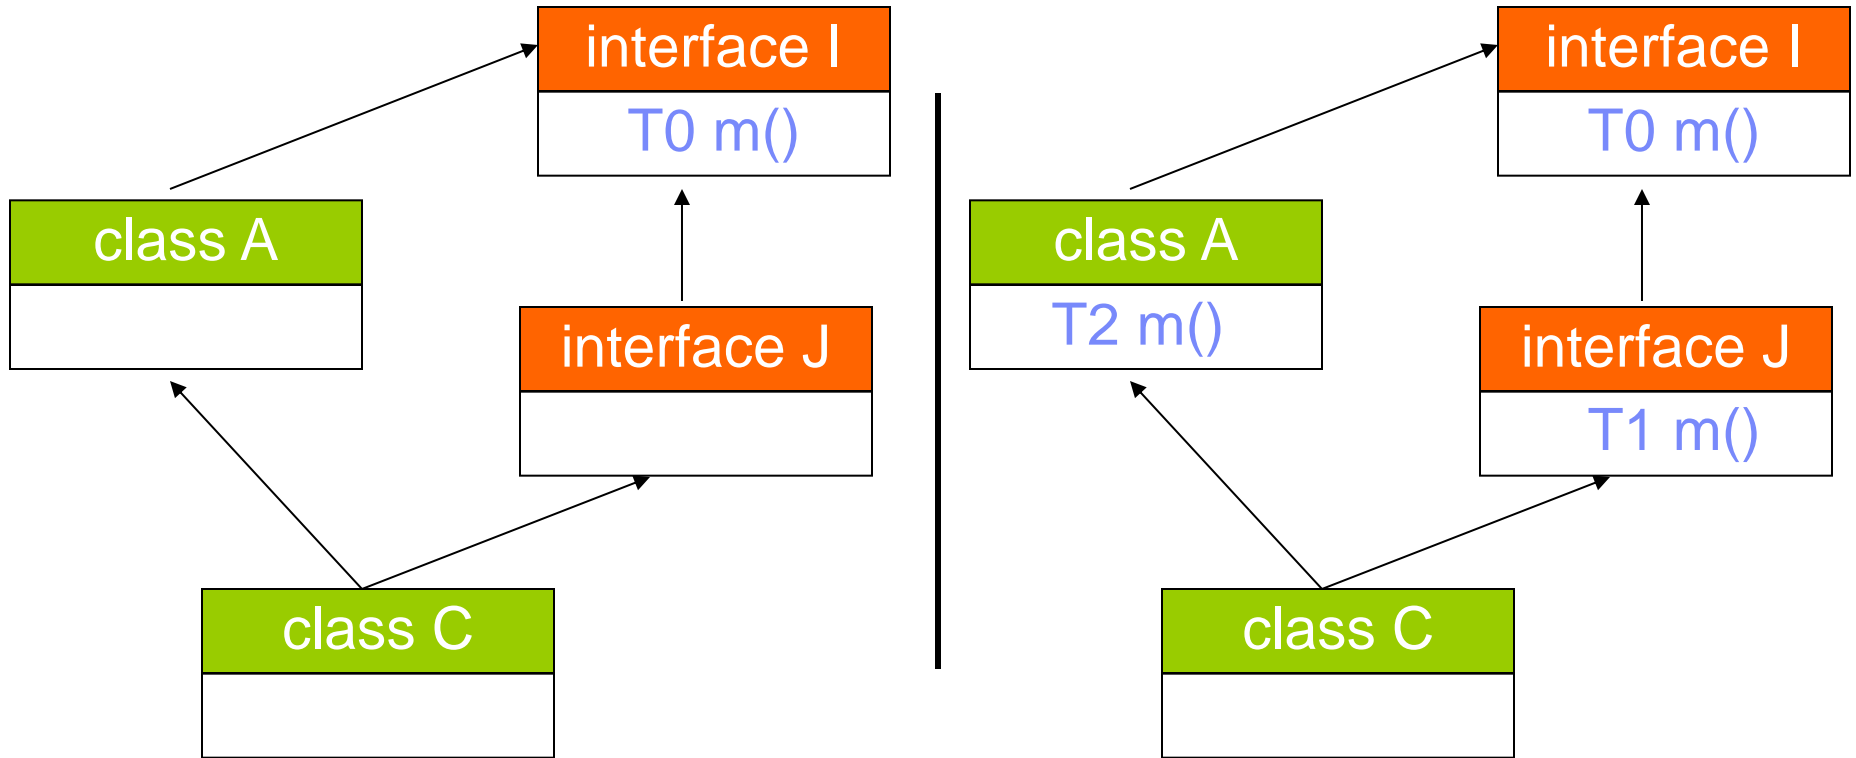 interface I
T0 m()
class A
interface J
class C
interface I
T0 m()
class A
T2 m()
interface J
T1 m()
class C